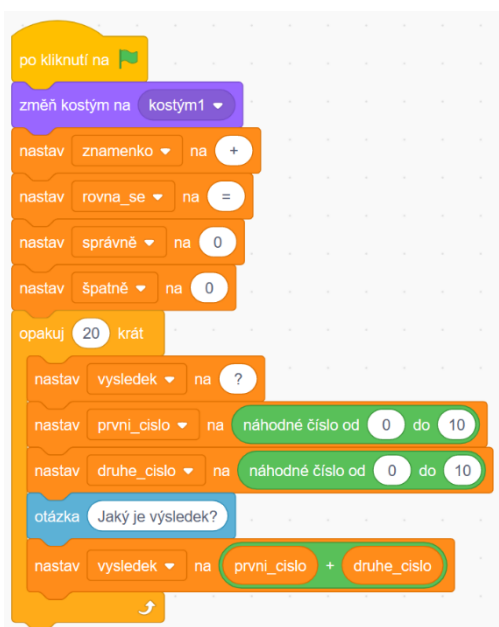 po kliknutí na
změň kostým na kostým1
nastav znamenko na +
nastav rovna_se na =
nastav správně na 0
nastav špatně na 0
opakuj 20 krát
nastav vysledek na ?
nastav prvni_cislo na náhodné číslo od 0 do 10
nastav druhe_cislo na náhodné číslo od 0 do 10
otázka Jaký je výsledek?
nastav vysledek na prvni_cislo + druhe_cislo